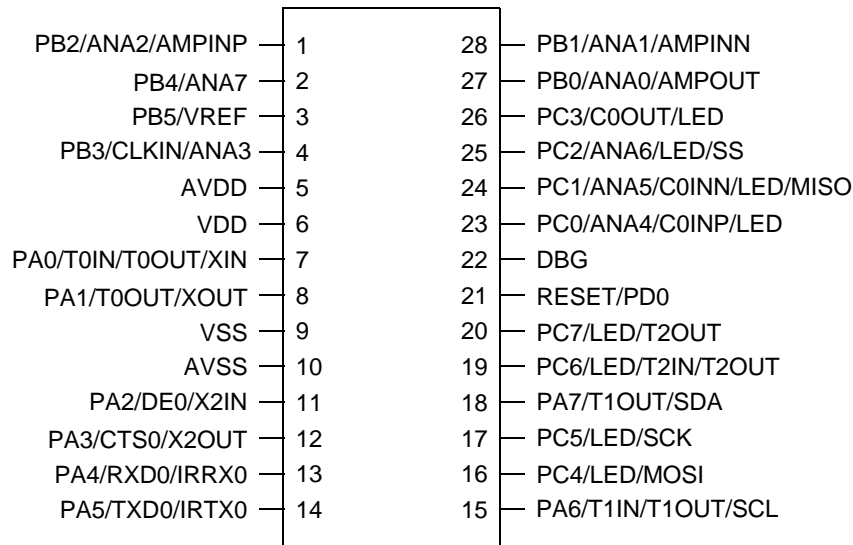 PB2/ANA2/AMPINP 1 28 PB1/ANA1/AMPINN
PB4/ANA7 2 27 PB0/ANA0/AMPOUT
PB5/VREF 3 26 PC3/C0OUT/LED
PB3/CLKIN/ANA3 4 25 PC2/ANA6/LED/SS
AVDD 5 24 PC1/ANA5/C0INN/LED/MISO
VDD 6 23 PC0/ANA4/C0INP/LED
PA0/T0IN/T0OUT/XIN 7 22 DBG
PA1/T0OUT/XOUT 8 21 RESET/PD0
VSS 9 20 PC7/LED/T2OUT
AVSS 10 19 PC6/LED/T2IN/T2OUT
PA2/DE0/X2IN 11 18 PA7/T1OUT/SDA
PA3/CTS0/X2OUT 12 17 PC5/LED/SCK
PA4/RXD0/IRRX0 13 16 PC4/LED/MOSI
PA5/TXD0/IRTX0 14 15 PA6/T1IN/T1OUT/SCL